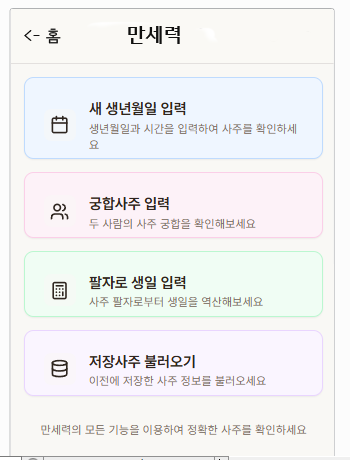 <- 홈 만세력
새 생년월일 입력
생년월일과 시간을 입력하여 사주를 확인하세
요
궁합사주 입력
두 사람의 사주 궁합을 확인해보세요
팔자로 생일 입력
사주 팔자로부터 생일을 역산해보세요
저장사주 불러오기
이전에 저장한 사주 정보를 불러오세요
만세력의 모든 기능을 이용하여 정확한 사주를 확인하세요